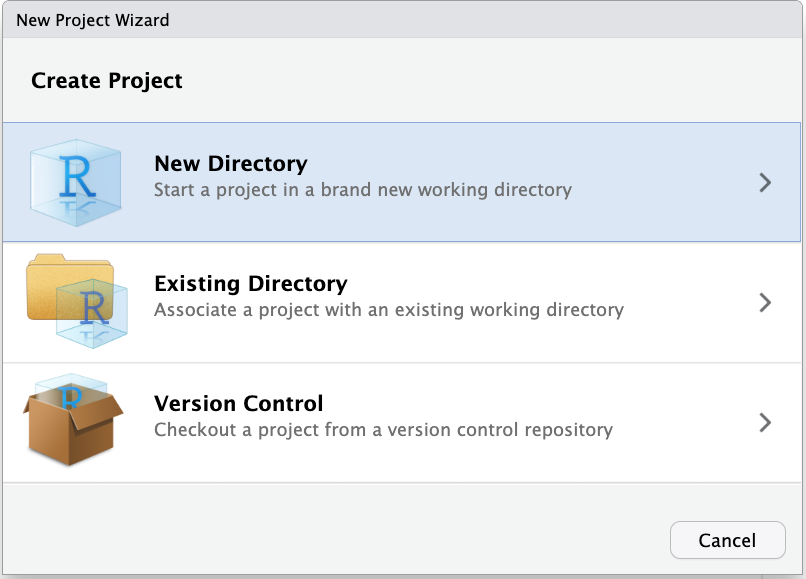 New Project Wizard
Create Project
R
New Directory
Start a project in a brand new working directory
R
Existing Directory
Associate a project with an existing working directory
R
Version Control
Checkout a project from a version control repository
Cancel